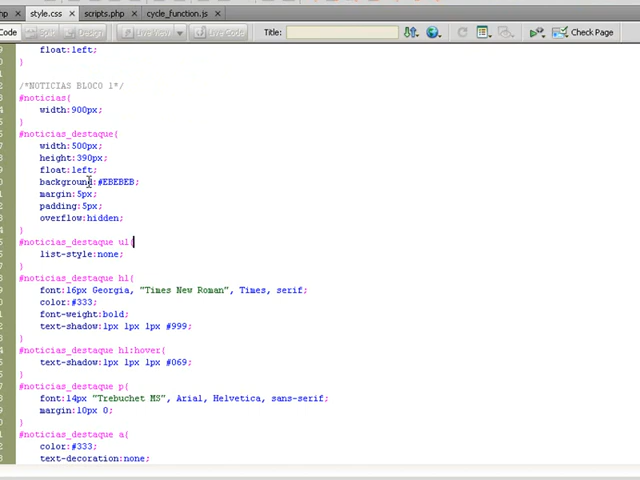 hp × style.css × scripts.php × cycle_function.js ×
Code Split Design Live View Live Code Title: Check Page
float:left;
}
/*NOTICIAS BLOCO 1*/
#noticias{
width:900px;
}
#noticias_destaque{
width:500px;
height:390px;
float:left;
background:#EBEBEB;
margin:5px;
padding:5px;
overflow:hidden;
}
#noticias_destaque ul{
list-style:none;
}
#noticias_destaque h1{
font:16px Georgia, "Times New Roman", Times, serif;
color:#333;
font-weight:bold;
text-shadow:1px 1px 1px #999;
}
#noticias_destaque h1:hover{
text-shadow:1px 1px 1px #069;
}
#noticias_destaque p{
font:14px "Trebuchet MS", Arial, Helvetica, sans-serif;
margin:10px 0;
}
#noticias_destaque a{
color:#333;
text-decoration:none;